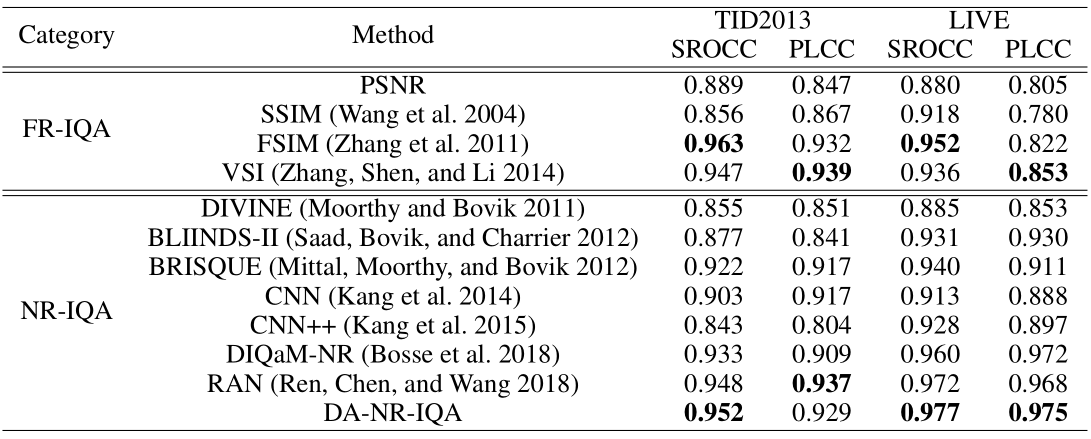 Category Method TID2013 LIVE
SROCC PLCC SROCC PLCC
FR-IQA
PSNR 0.889 0.847 0.880 0.805
SSIM (Wang et al. 2004) 0.856 0.867 0.918 0.780
FSIM (Zhang et al. 2011) 0.963 0.932 0.952 0.822
VSI (Zhang, Shen, and Li 2014) 0.947 0.939 0.936 0.853
NR-IQA
DIVINE (Moorthy and Bovik 2011) 0.855 0.851 0.885 0.853
BLIINDS-II (Saad, Bovik, and Charrier 2012) 0.877 0.841 0.931 0.930
BRISQUE (Mittal, Moorthy, and Bovik 2012) 0.922 0.917 0.940 0.911
CNN (Kang et al. 2014) 0.903 0.917 0.913 0.888
CNN++ (Kang et al. 2015) 0.843 0.804 0.928 0.897
DIQaM-NR (Bosse et al. 2018) 0.933 0.909 0.960 0.972
RAN (Ren, Chen, and Wang 2018) 0.948 0.937 0.972 0.968
DA-NR-IQA 0.952 0.929 0.977 0.975